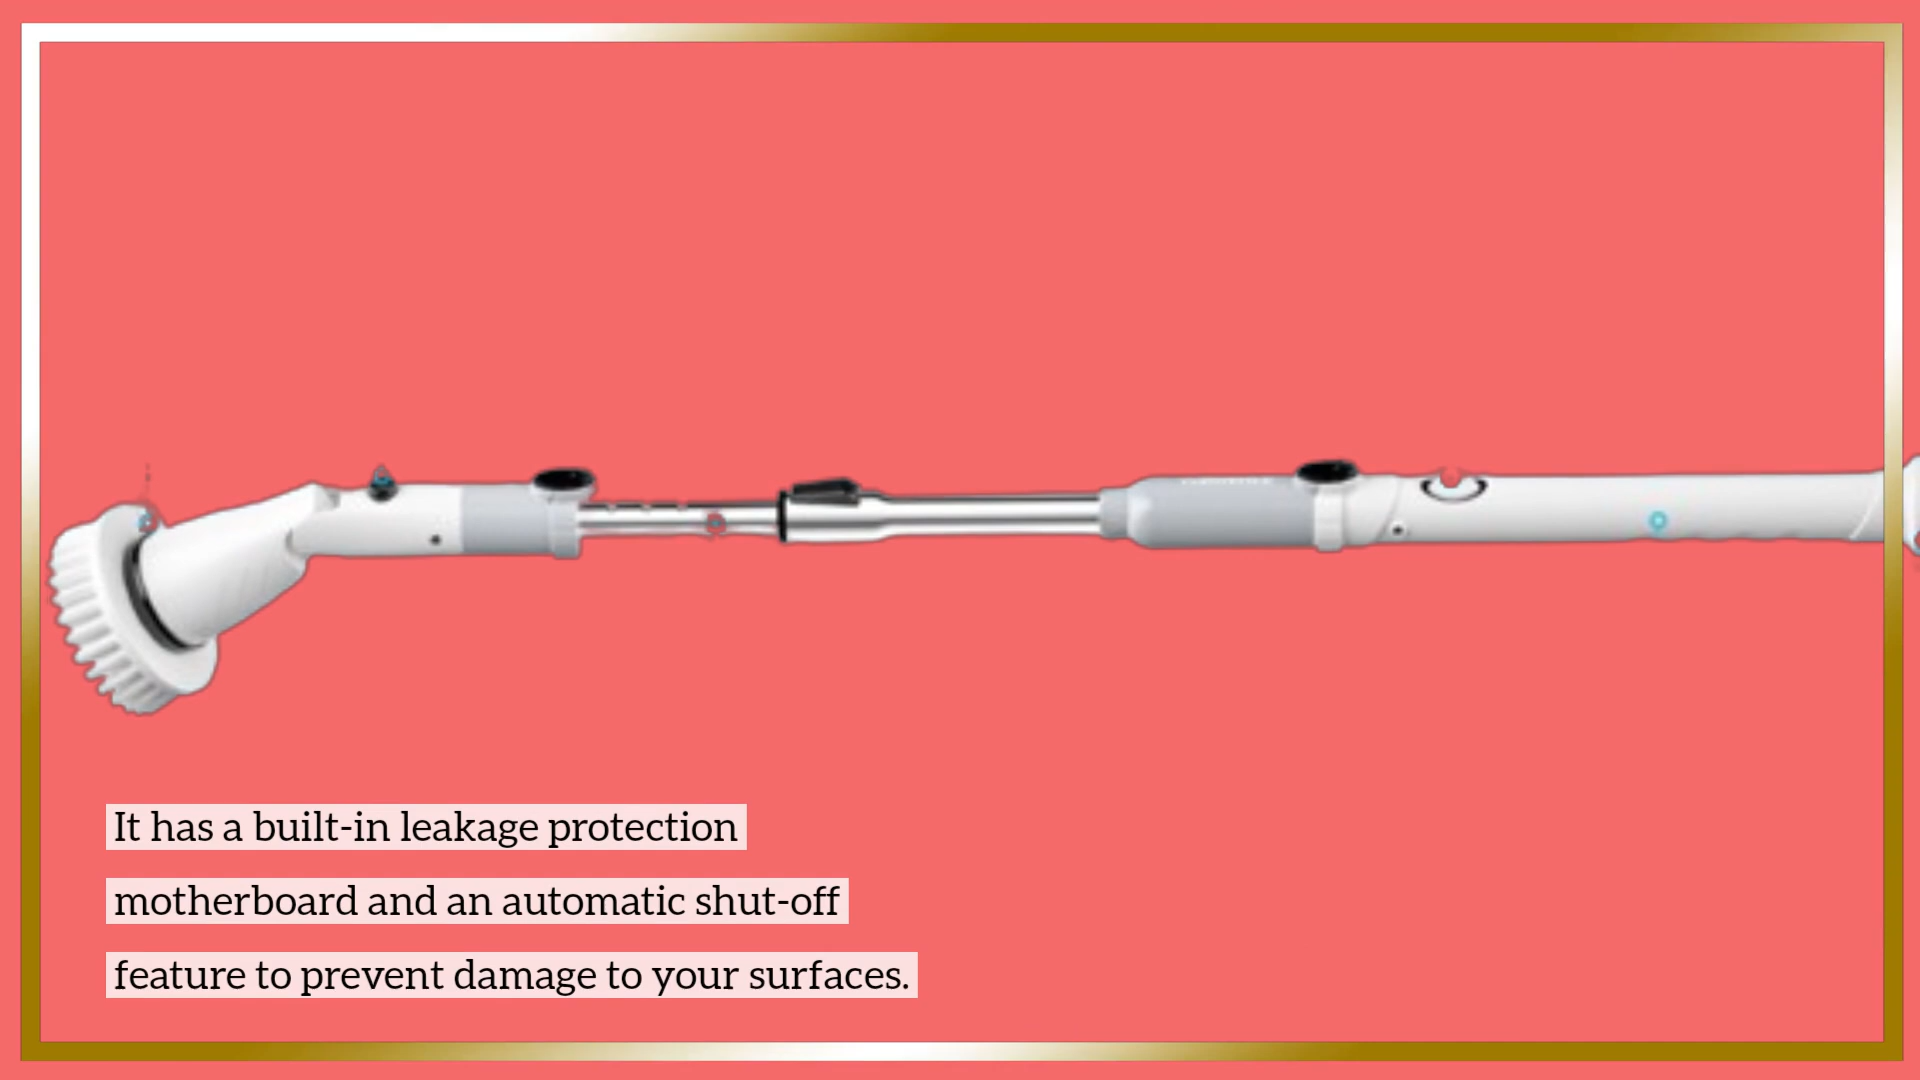 It has a built-in leakage protection
motherboard and an automatic shut-off
feature to prevent damage to your surfaces.